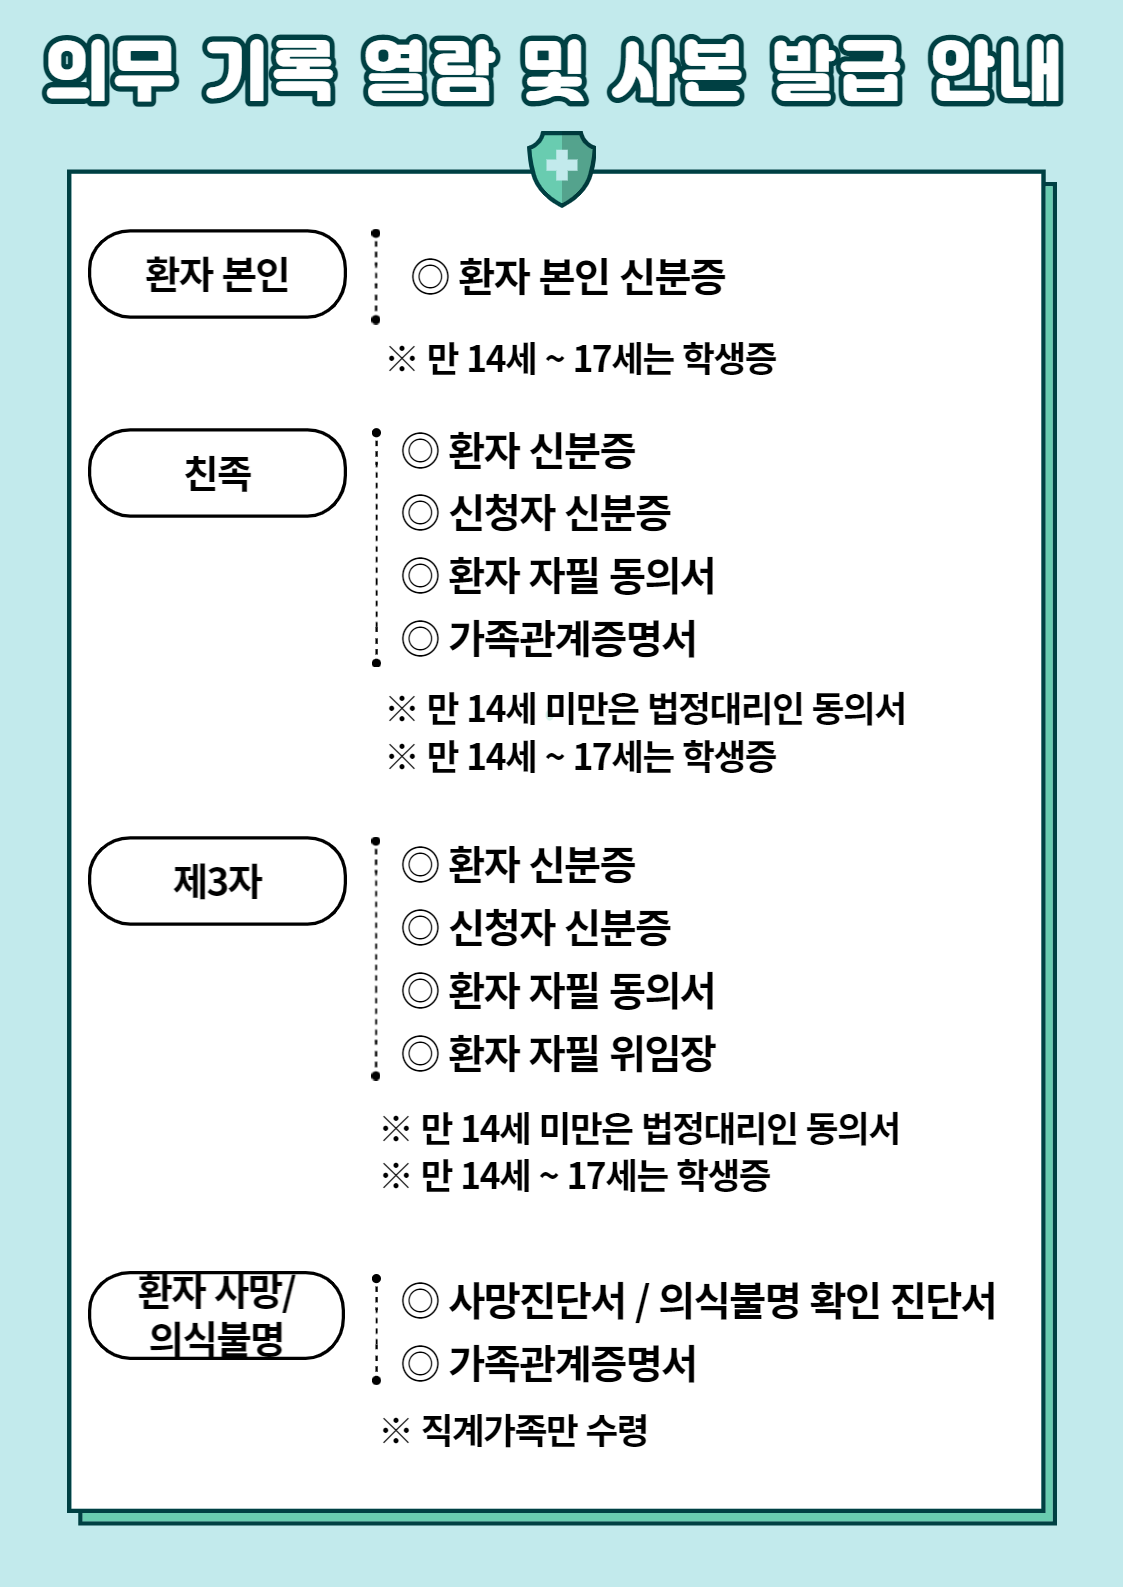 의무 기록 열람 및 사본 발급 안내
환자 본인
◎ 환자 본인 신분증
※ 만 14세 ~ 17세는 학생증
친족
◎ 환자 신분증
◎ 신청자 신분증
◎ 환자 자필 동의서
◎ 가족관계증명서
※ 만 14세 미만은 법정대리인 동의서
※ 만 14세 ~ 17세는 학생증
제3자
◎ 환자 신분증
◎ 신청자 신분증
◎ 환자 자필 동의서
◎ 환자 자필 위임장
※ 만 14세 미만은 법정대리인 동의서
※ 만 14세 ~ 17세는 학생증
환자 사망/
의식불명
◎ 사망진단서 / 의식불명 확인 진단서
◎ 가족관계증명서
※ 직계가족만 수령